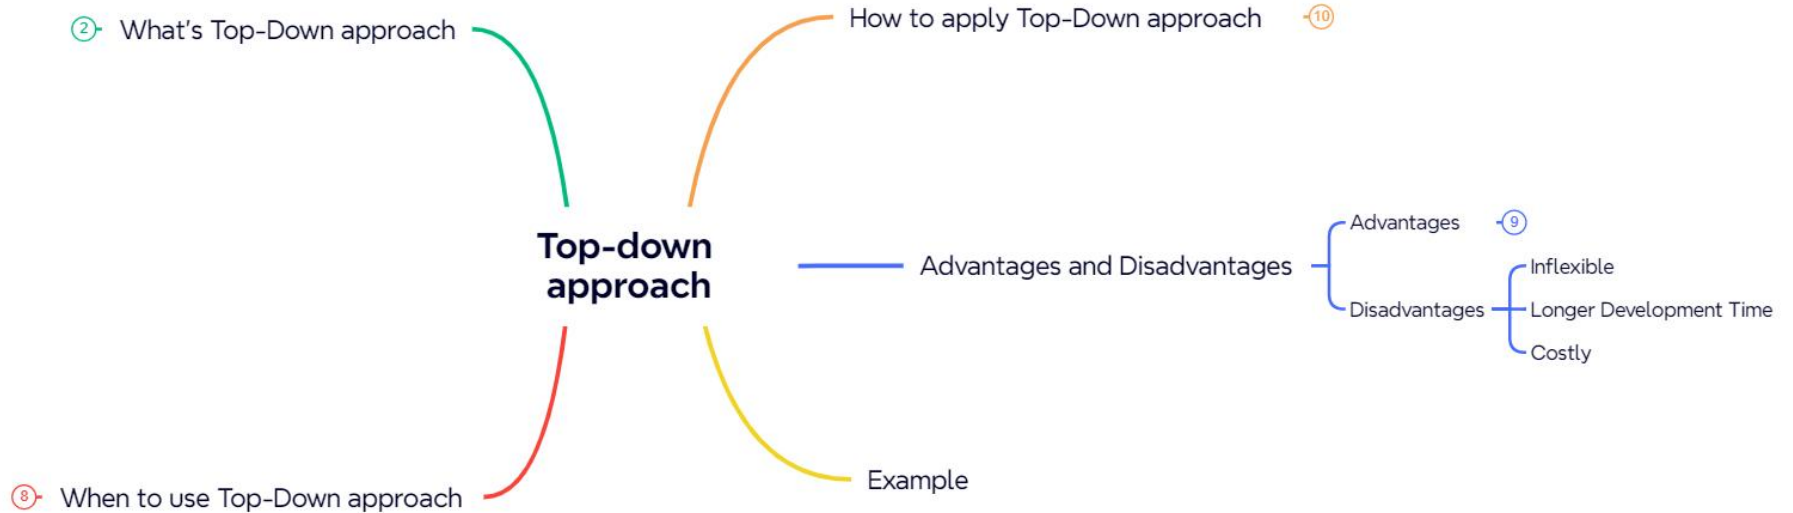 2
What's Top-Down approach
How to apply Top-Down approach
10
Top-down
approach
Advantages and Disadvantages
Advantages
9
Disadvantages
Inflexible
Longer Development Time
Costly
8
When to use Top-Down approach
Example